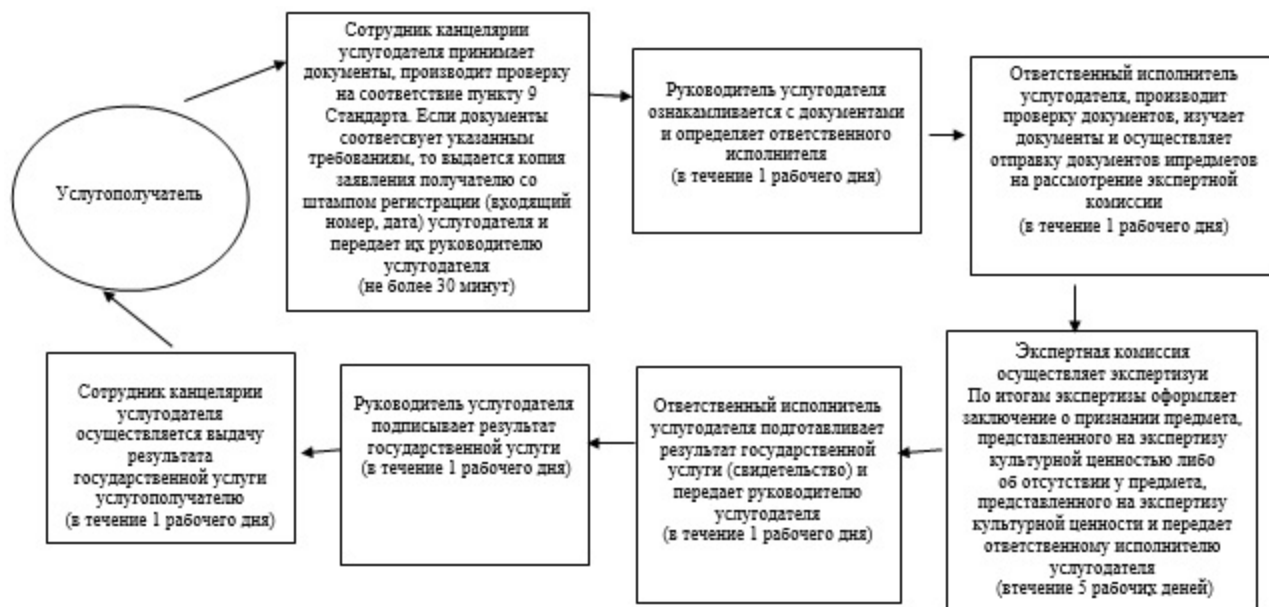 Услугополучатель
Сотрудник канцелярии
услугодателя принимает
документы, производит проверку
на соответствие пункту 9
Стандарта. Если документы
соответсвует указанным
требованиям, то выдается копия
заявления получателю со
штампом регистрации (входящий
номер, дата) услугодателя и
передает их руководителю
услугодателя
(не более 30 минут)
Руководитель услугодателя
ознакамливается с документами
и определяет ответственного
исполнителя
(в течение 1 рабочего дня)
Ответственный исполнитель
услугодателя, производит
проверку документов, изучает
документы и осуществляет
отправку документов ипредметов
на рассмотрение экспертной
комиссии
(в течение 1 рабочего дня)
Экспертная комиссия
осуществляет экспертизуи
По итогам экспертизы оформляет
заключение о признании предмета,
представленного на экспертизу
культурной ценностью либо
об отсутствии у предмета,
представленного на экспертизу
культурной ценности и передает
ответственному исполнителю
услугодателя
(втечение 5 рабочих деней)
Ответственный исполнитель
услугодателя подготавливает
результат государственной
услуги (свидетельство) и
передает руководителю
услугодателя
(в течение 1 рабочего дня)
Руководитель услугодателя
подписывает результат
государственной услуги
(в течение 1 рабочего дня)
Сотрудник канцелярии
услугодателя
осуществляется выдачу
результата
государственной услуги
услугополучателю
(в течение 1 рабочего дня)